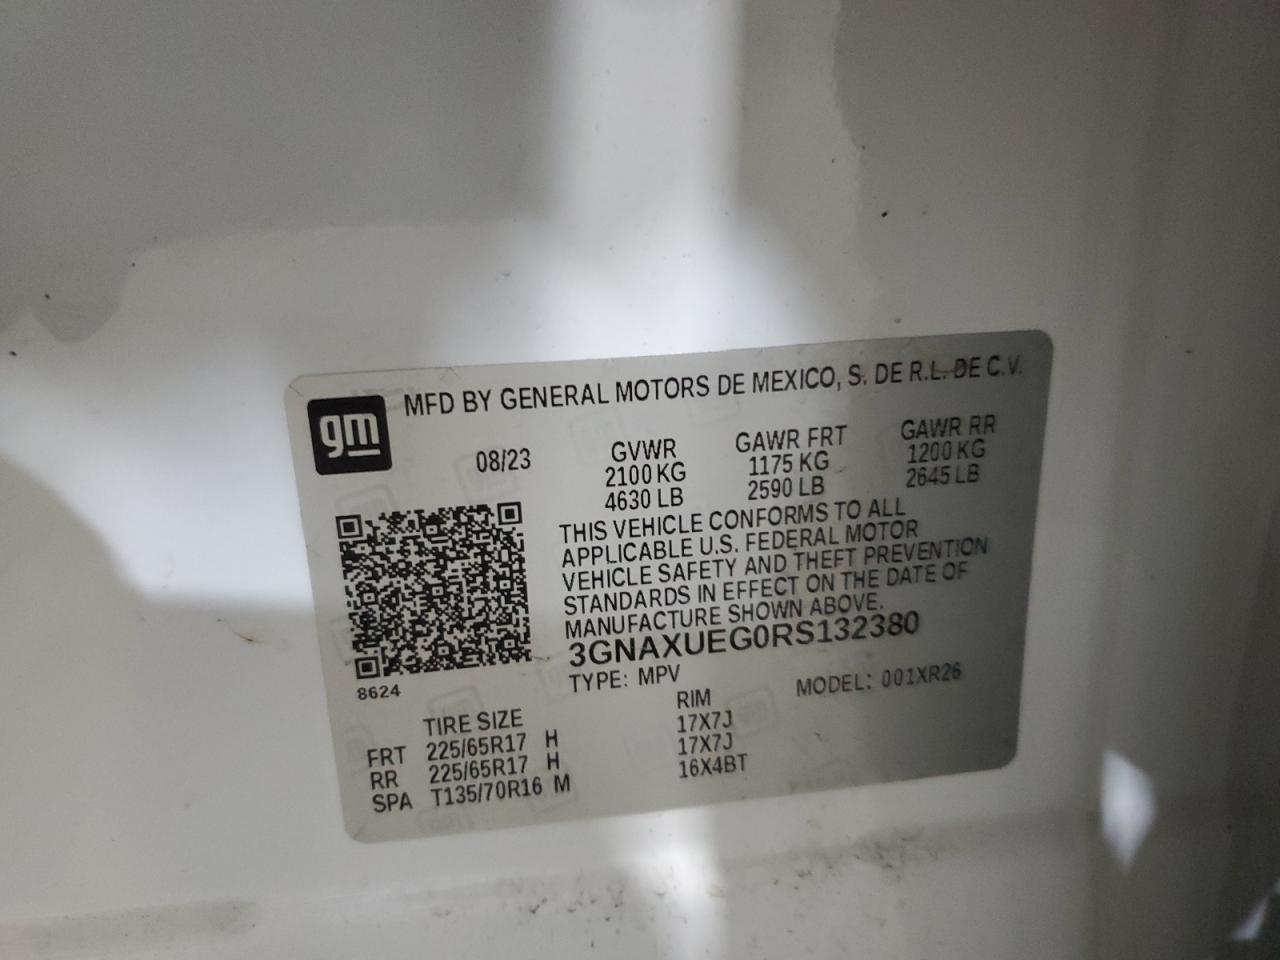 gm
MFD BY GENERAL MOTORS DE MEXICO, S. DE R.L. DE C.V.
08/23 GVWR GAWR FRT GAWR RR
2100 KG 1175 KG 1200 KG
4630 LB 2590 LB 2645 LB
THIS VEHICLE CONFORMS TO ALL
APPLICABLE U.S. FEDERAL MOTOR
VEHICLE SAFETY AND THEFT PREVENTION
STANDARDS IN EFFECT ON THE DATE OF
MANUFACTURE SHOWN ABOVE.
3GNAXUEG0RS132380
8624
TYPE: MPV MODEL: 001XR26
TIRE SIZE RIM
FRT 225/65R17 H 17X7J
RR 225/65R17 H 17X7J
SPA T135/70R16 M 16X4BT